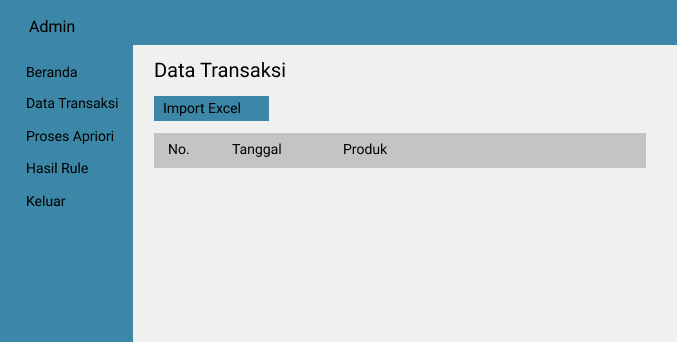 Admin
Beranda
Data Transaksi
Proses Apriori
Hasil Rule
Keluar
Data Transaksi
Import Excel
No. Tanggal Produk